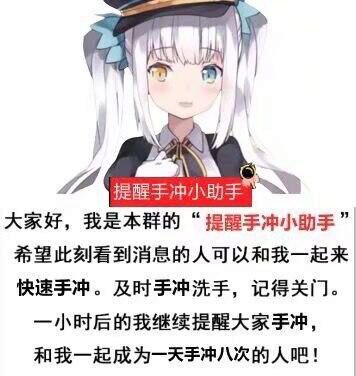 提醒手冲小助手
大家好，我是本群的“提醒手冲小助手”
希望此刻看到消息的人可以和我一起来
快速手冲。及时手冲洗手，记得关门。
一小时后的我继续提醒大家手冲，
和我一起成为一天手冲八次的人吧！